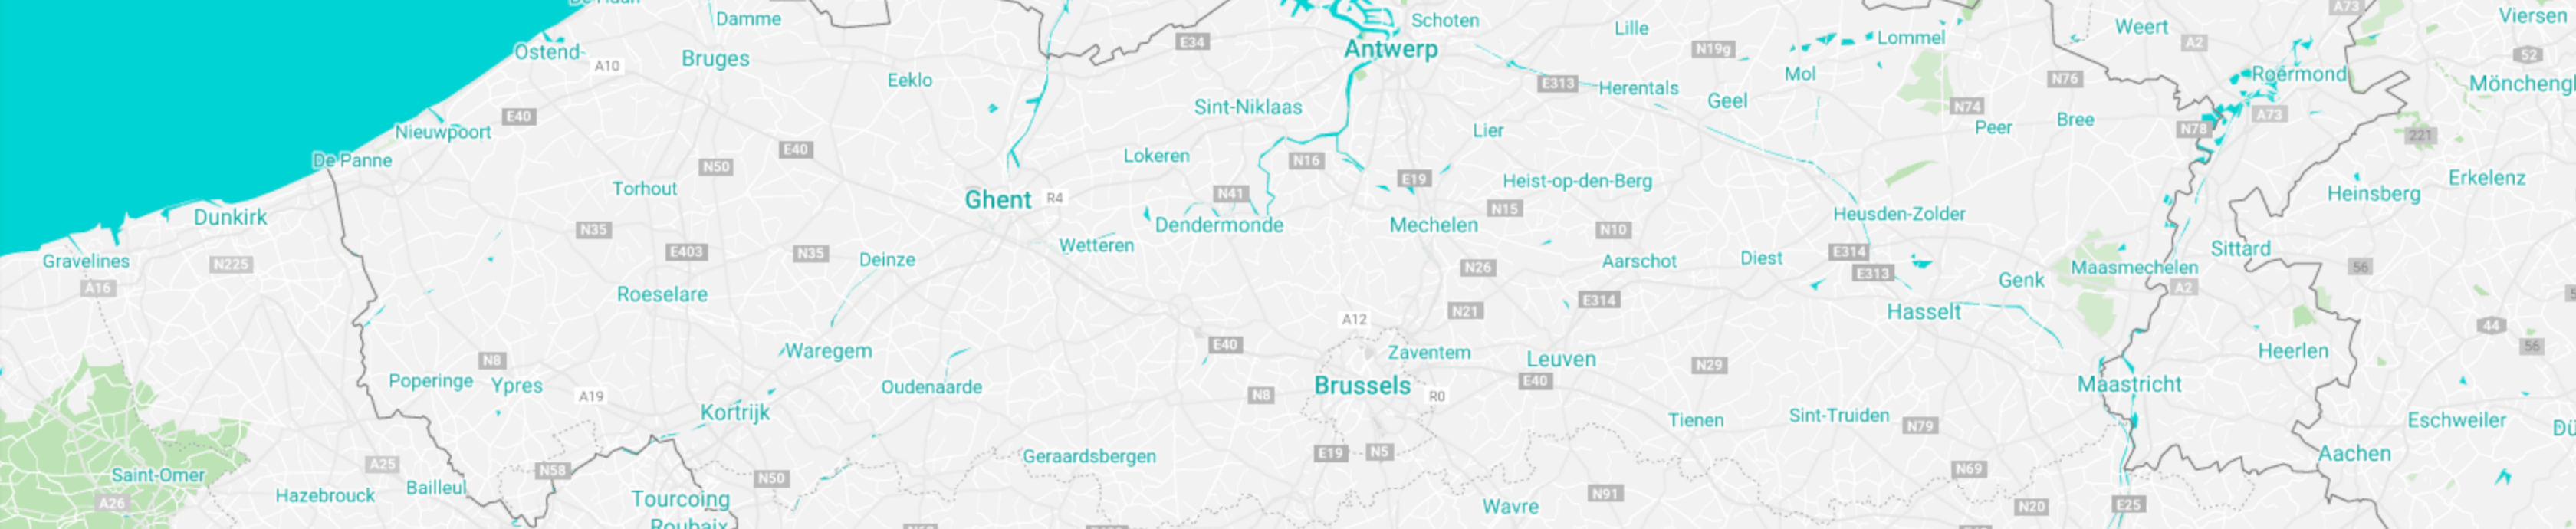 De Haan
Damme
Schoten
Lille
Weert
A73
Viersen
Ostend
A10
Bruges
E34
Antwerp
N19g
Lommel
A2
52
Eeklo
E313
Herentals
Mol
Geel
N76
Roermond
Mönchengl
E40
Nieuwpoort
Sint-Niklaas
Lier
N74
Peer
Bree
N78
A73
221
De Panne
E40
N50
Lokeren
N16
Torhout
Ghent
R4
N41
E19
Heist-op-den-Berg
Heinsberg
Erkelenz
Dunkirk
N35
Dendermonde
Mechelen
N15
N10
Heusden-Zolder
Gravelines
N225
A16
E403
N35
Deinze
Wetteren
N26
Aarschot
Diest
E314
E313
Genk
Maasmechelen
Sittard
56
A2
Roeselare
N21
E314
Hasselt
A12
44
56
N8
Waregem
E40
Zaventem
Leuven
N29
Heerlen
Poperinge
Ypres
A19
Oudenaarde
N8
Brussels
R0
E40
Maastricht
Kortrijk
Tienen
Sint-Truiden
N79
Eschweiler
Dü
Saint-Omer
A25
N58
Geraardsbergen
E19
N5
N69
Aachen
A26
Hazebrouck
Bailleul
Tourcoing
N50
Wavre
N91
N20
E25
Roubaix